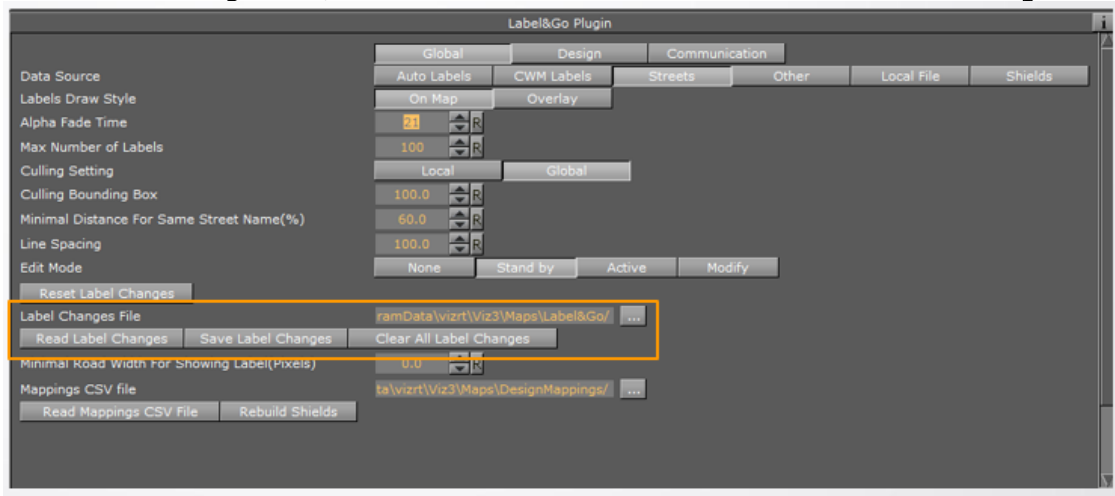 Label&Go Plugin i
Global Design Communication
Data Source Auto Labels CWM Labels Streets Other Local File Shields
Labels Draw Style On Map Overlay
Alpha Fade Time 21 R
Max Number of Labels 100 R
Culling Setting Local Global
Culling Bounding Box 100.0 R
Minimal Distance For Same Street Name(%) 60.0 R
Line Spacing 100.0 R
Edit Mode None Stand by Active Modify
Reset Label Changes
Label Changes File ramData\vizrt\Viz3\Maps\Label&Go/ ...
Read Label Changes Save Label Changes Clear All Label Changes
Minimal Road Width For Showing Label(Pixels) 0.0 R
Mappings CSV file ta\vizrt\Viz3\Maps\DesignMappings/ ...
Read Mappings CSV File Rebuild Shields